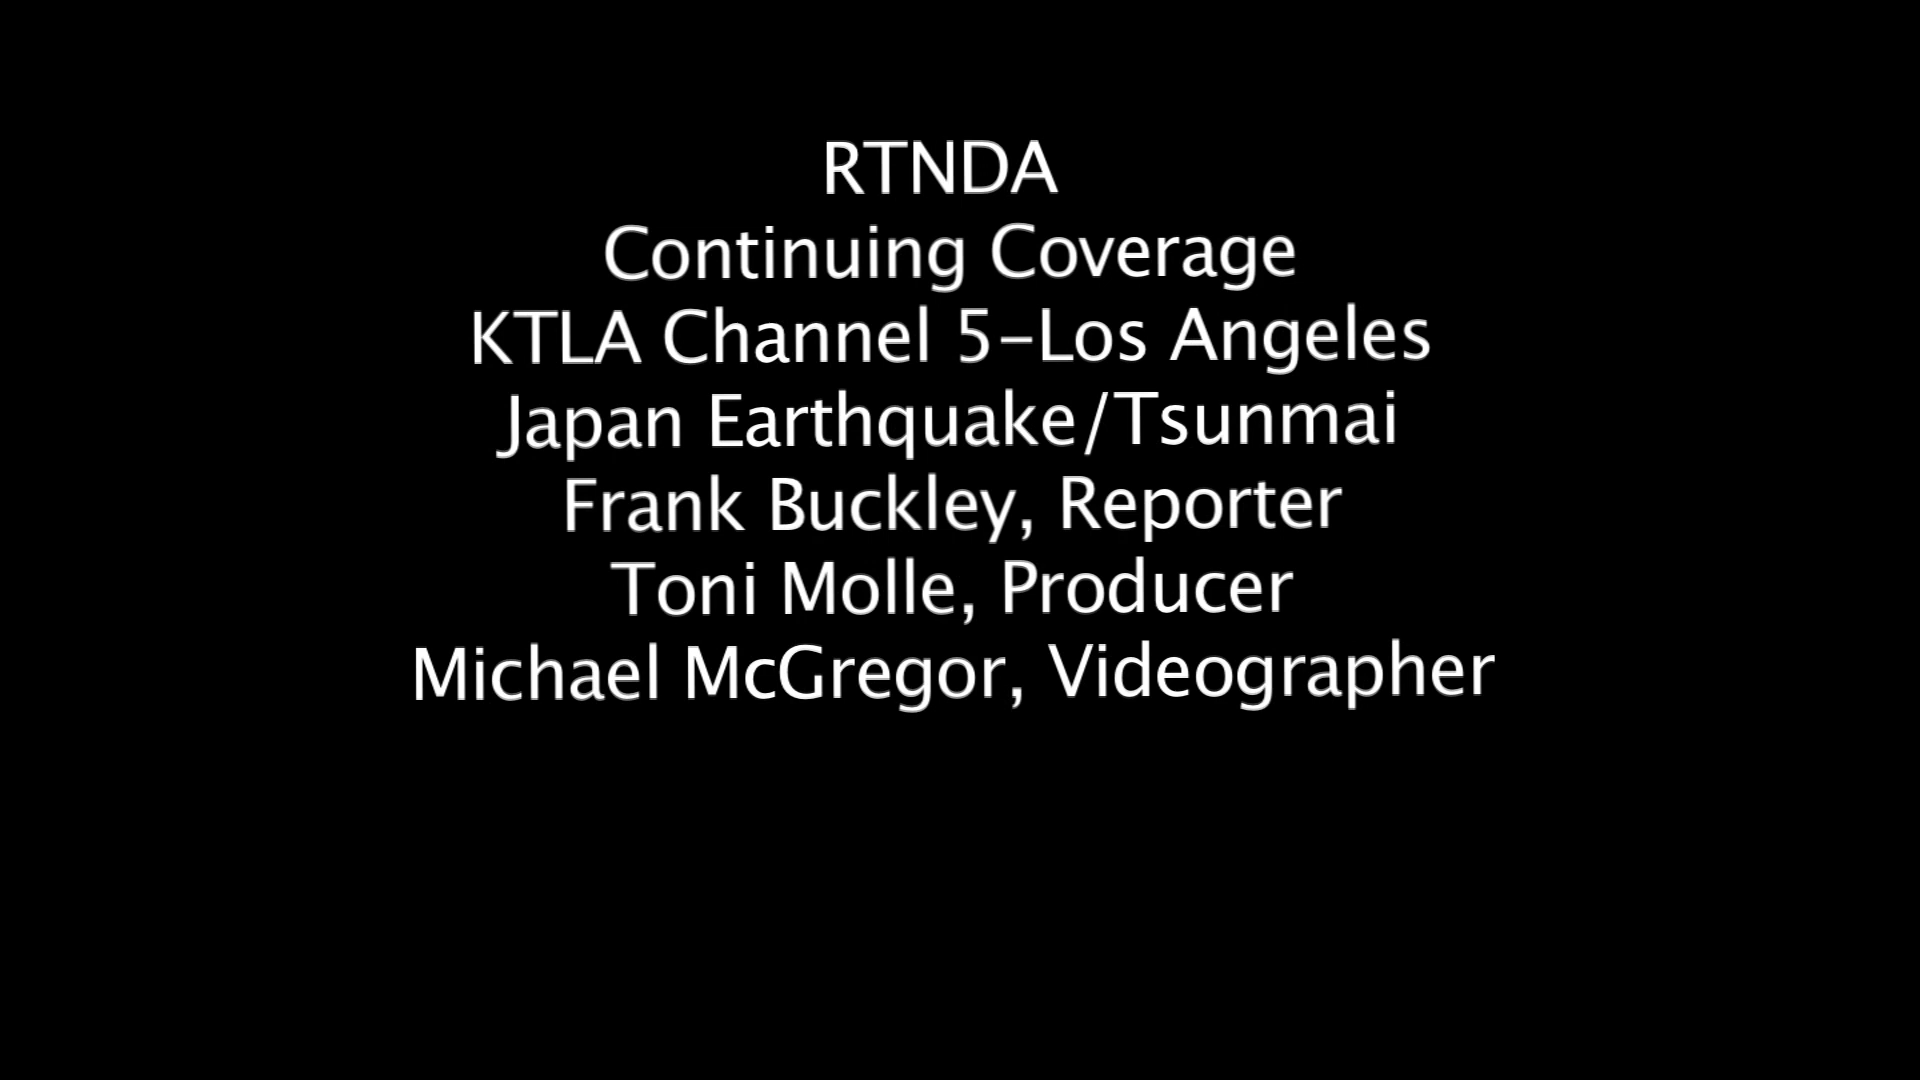 RTNDA
Continuing Coverage
KTLA Channel 5-Los Angeles
Japan Earthquake/Tsunmai
Frank Buckley, Reporter
Toni Molle, Producer
Michael McGregor, Videographer